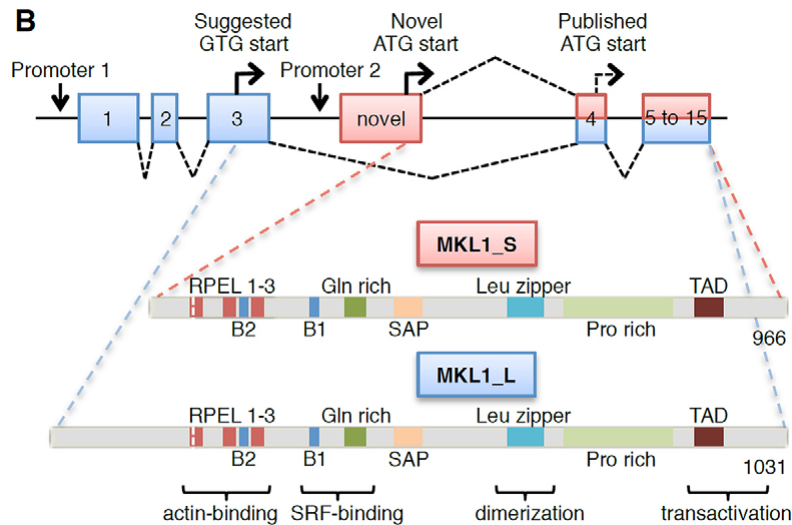 B
Suggested
GTG start
Novel
ATG start
Published
ATG start
Promoter 1
Promoter 2
1
2
3
novel
4
5 to 15
MKL1_S
RPEL 1-3
Gln rich
Leu zipper
TAD
B2
B1
SAP
Pro rich
966
MKL1_L
RPEL 1-3
Gln rich
Leu zipper
TAD
B2
B1
SAP
Pro rich
1031
actin-binding
SRF-binding
dimerization
transactivation